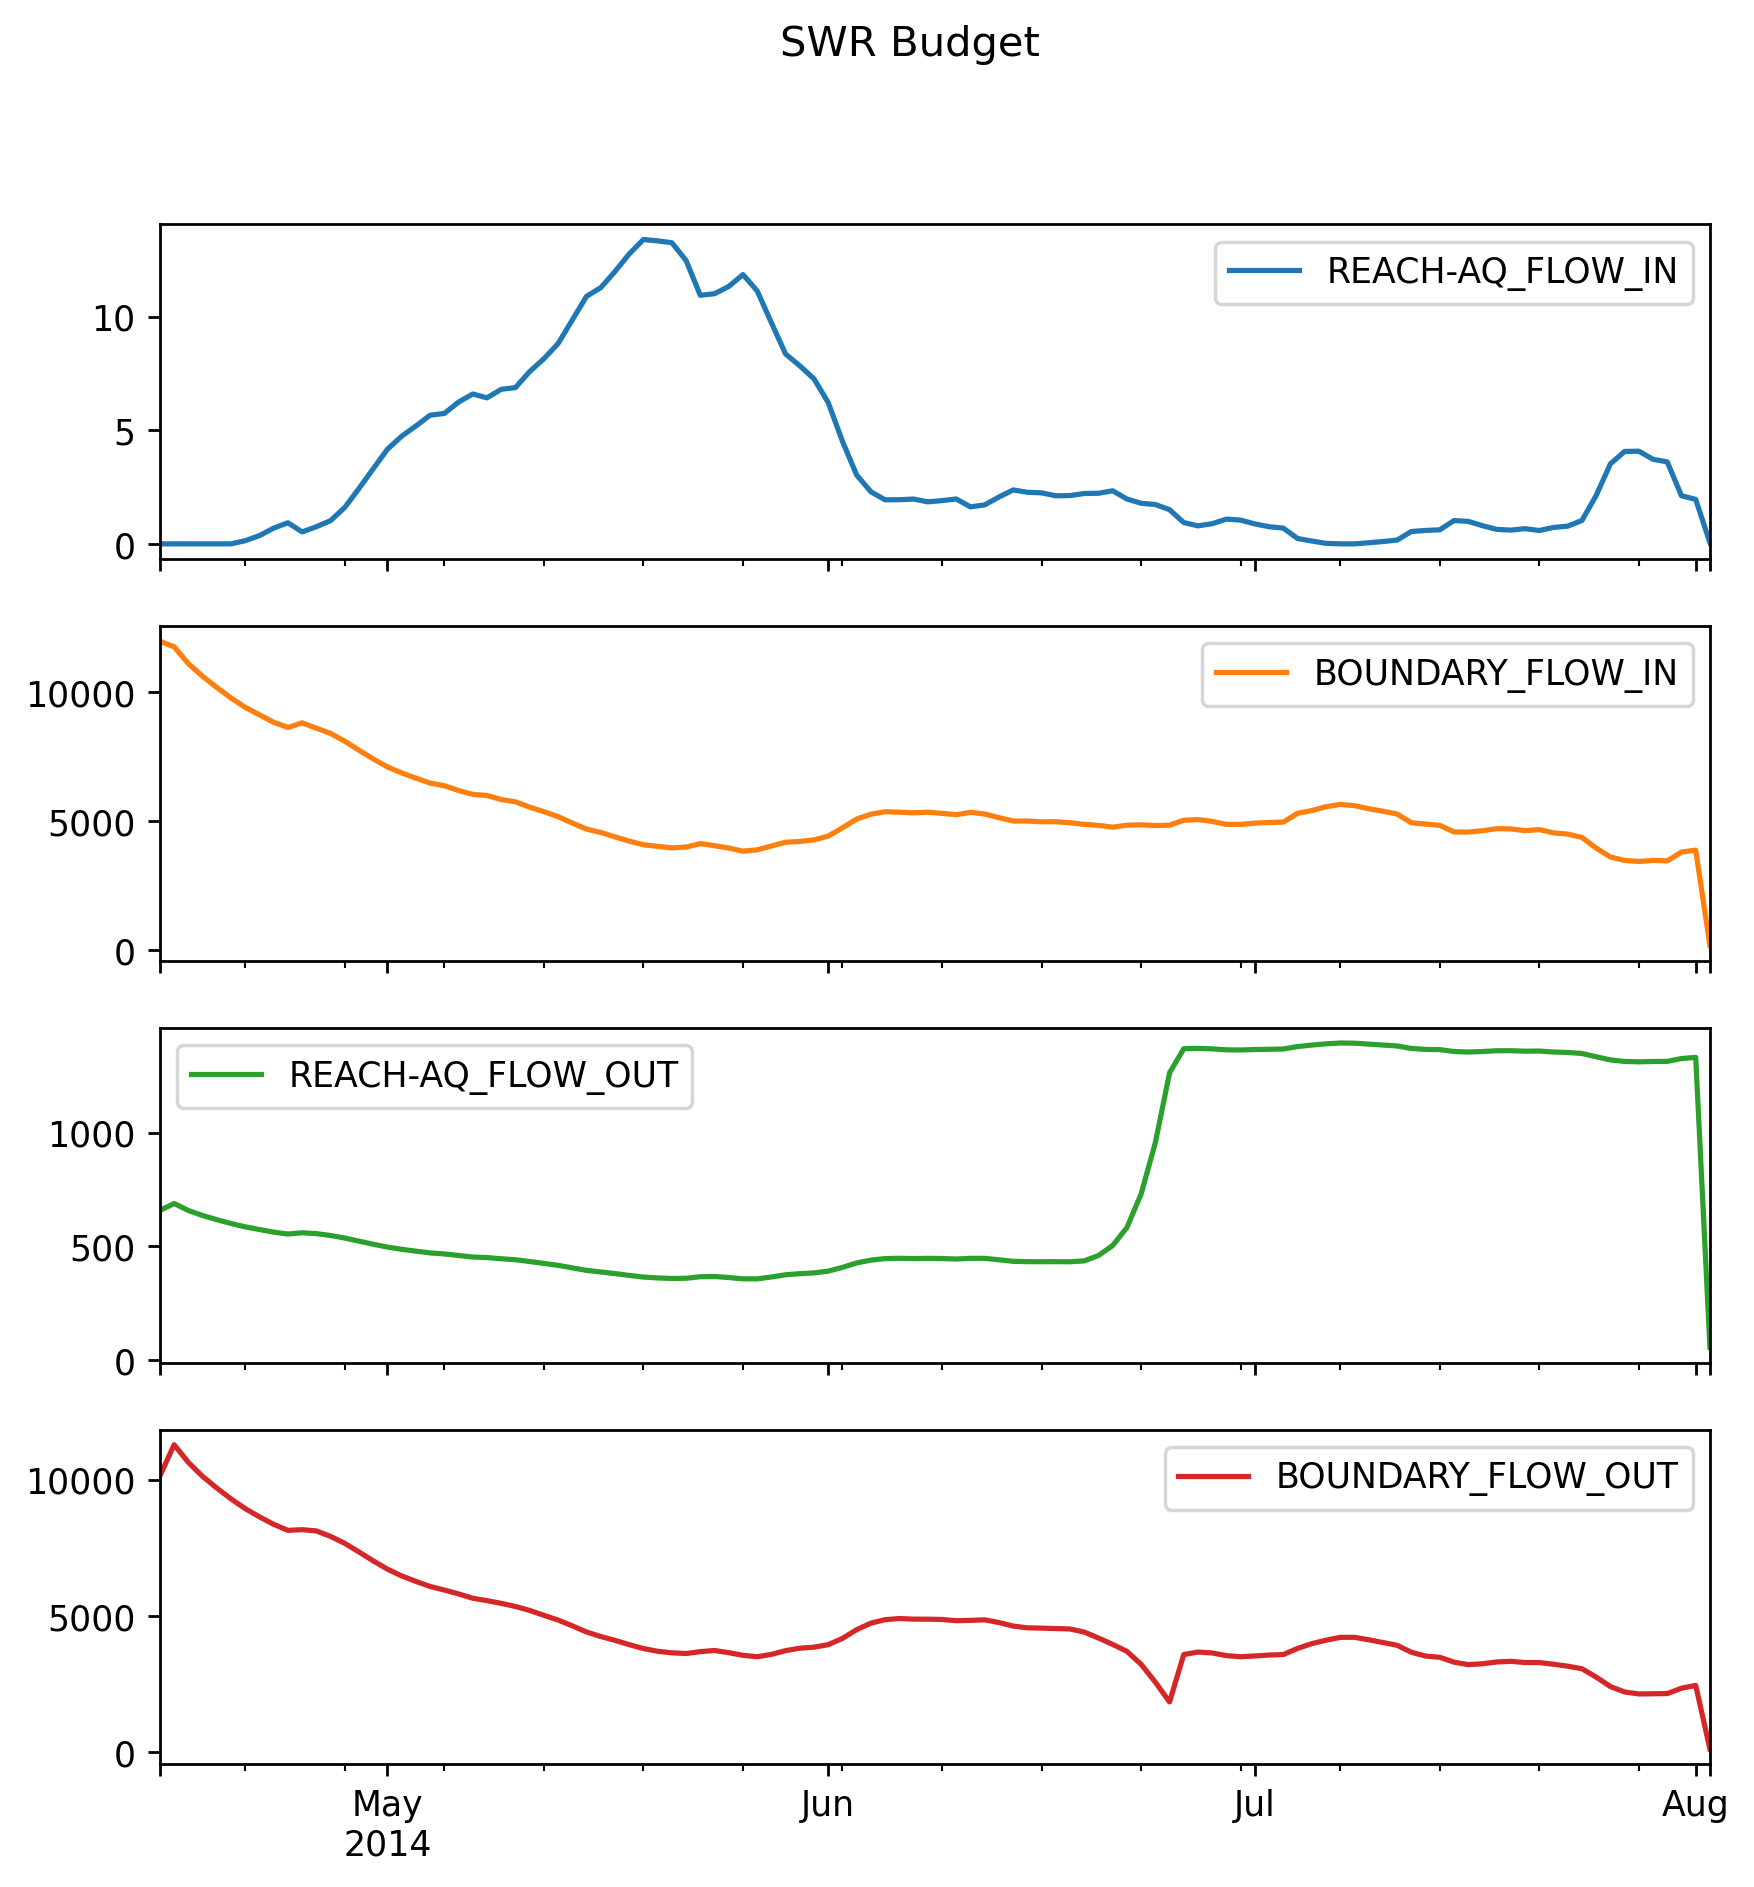 SWR Budget
REACH-AQ_FLOW_IN
10
5
0
BOUNDARY_FLOW_IN
10000
5000
0
REACH-AQ_FLOW_OUT
1000
500
0
BOUNDARY_FLOW_OUT
10000
5000
0
May Jun Jul Aug
2014